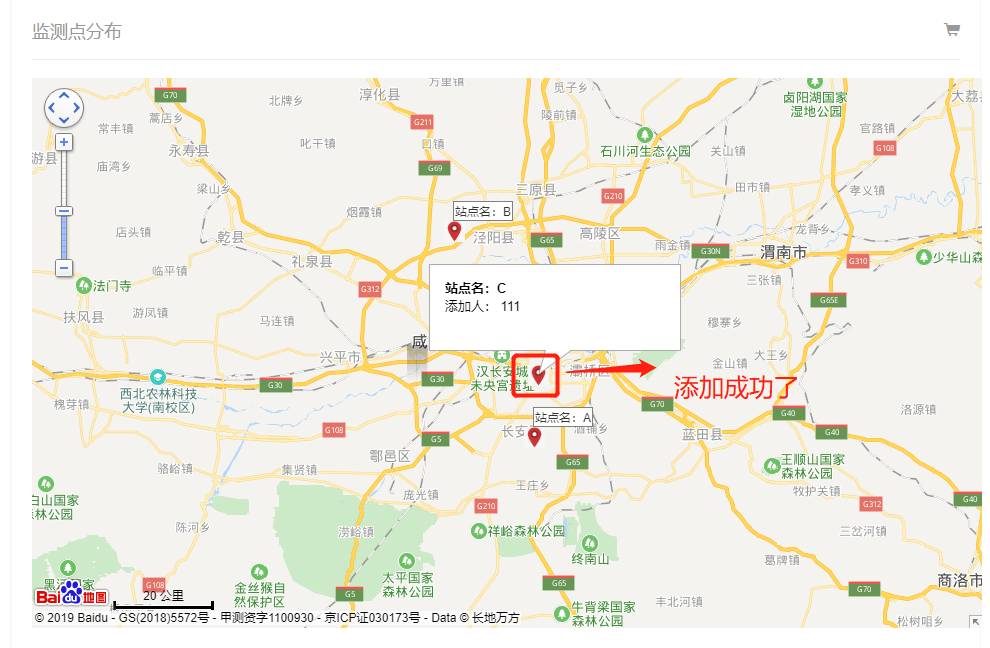 监测点分布
万里镇
觅子乡
淳化县
卤阳湖国家
湿地公园
大荔
G70
北牌乡
蒿店乡
陵前镇
G211
常丰镇
官路镇
石川河生态公园
叱干镇
口镇
永寿县
关山镇
G108
游县
庙湾乡
G69
梁山乡
三原县
G210
田市镇
孝义镇
烟霞镇
站点名：B
店头镇
乾县
泾阳县
G65
高陵区
龙背乡
雨金镇
G30N
渭南市
G310
少华山森
礼泉县
临平镇
法门寺
G312
三张镇
站点名：C
添加人： 111
G65E
扶风县
游凤镇
马连镇
穆寨乡
咸
兴平市
大王乡
金山镇
汉长安城
未央宫遗址
灞桥区
G30
G30
添加成功了
西北农林科技
大学(南校区)
槐芽镇
G70
G40
洛源镇
站点名：A
G108
长安
G5
蓝田县
G40
鄠邑区
G65
骆峪镇
集贤镇
王顺山国家
森林公园
王庄乡
白山国家
森林公园
庞光镇
牧护关镇
G210
G312
G40
陈河乡
涝峪镇
祥峪森林公园
三岔河镇
终南山
葛牌镇
太平国家
森林公园
金丝猴自
然保护区
G108
G5
G65
G70
商洛市
Bai du 地图
20 公里
丰北河镇
牛背梁国家
森林公园
松树咀乡
© 2019 Baidu - GS(2018)5572号 - 甲测资字1100930 - 京ICP证030173号 - Data © 长地万方